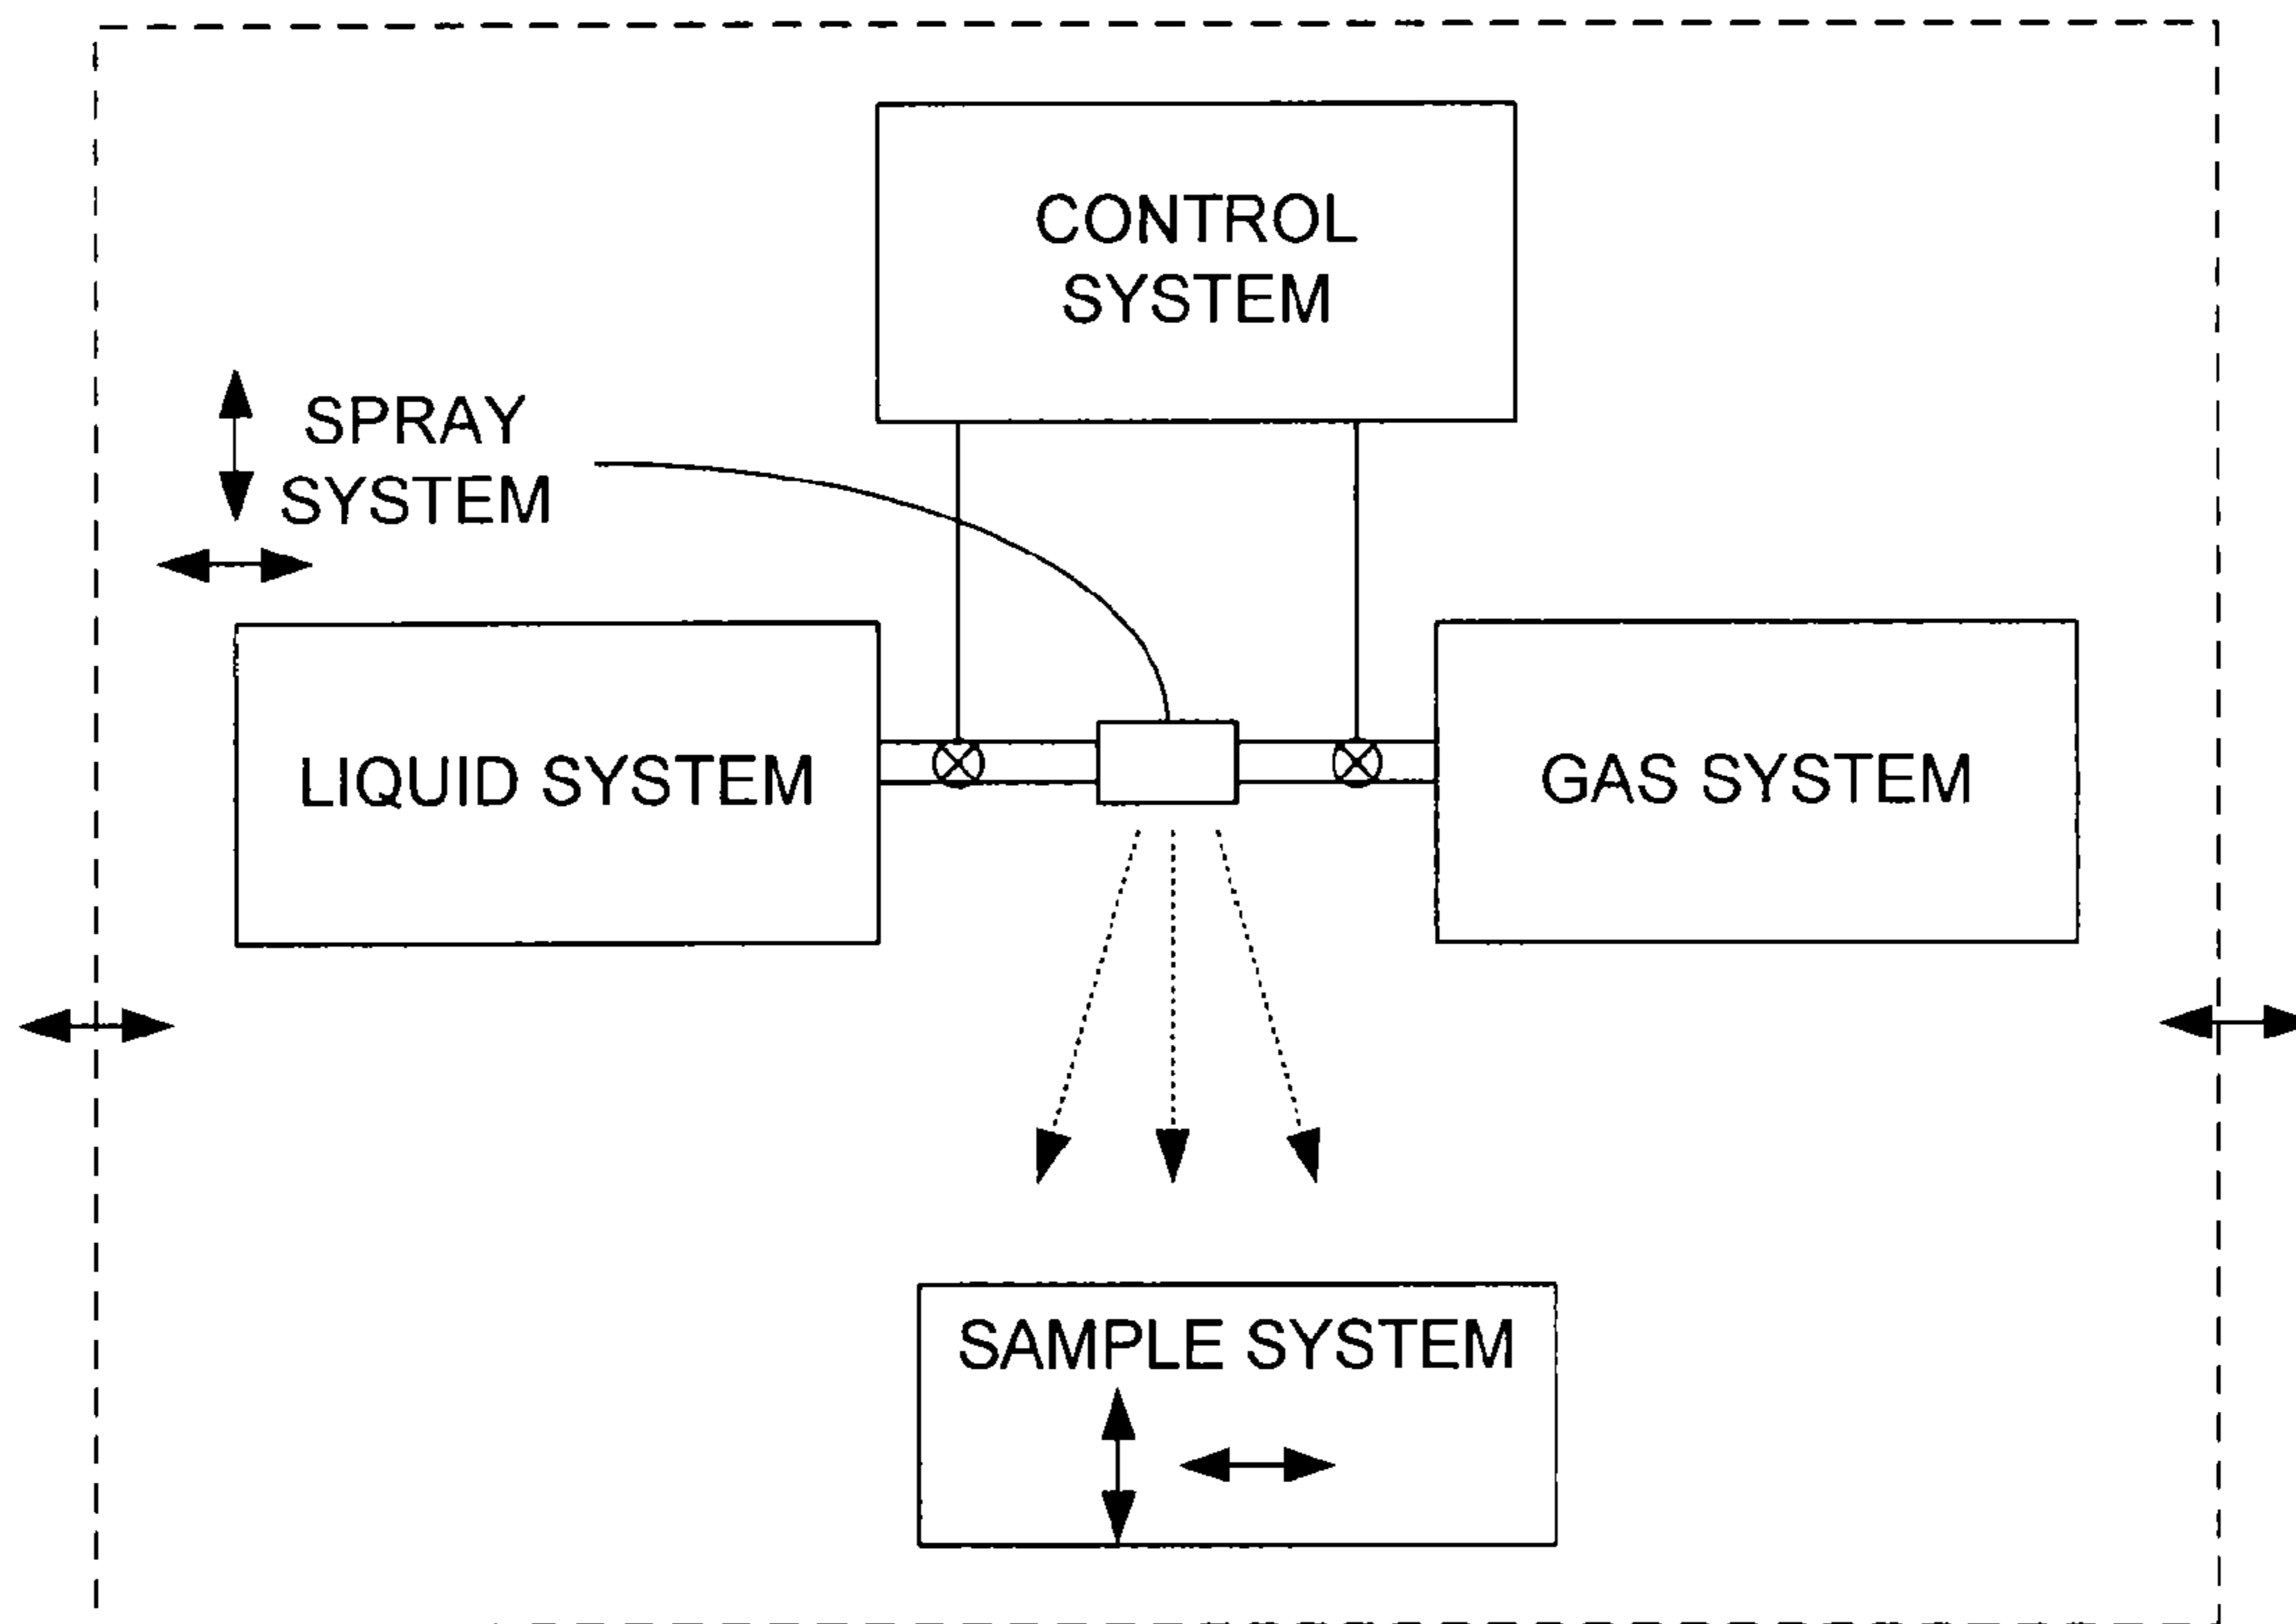 CONTROL
SYSTEM
SPRAY
SYSTEM
LIQUID SYSTEM
GAS SYSTEM
SAMPLE SYSTEM